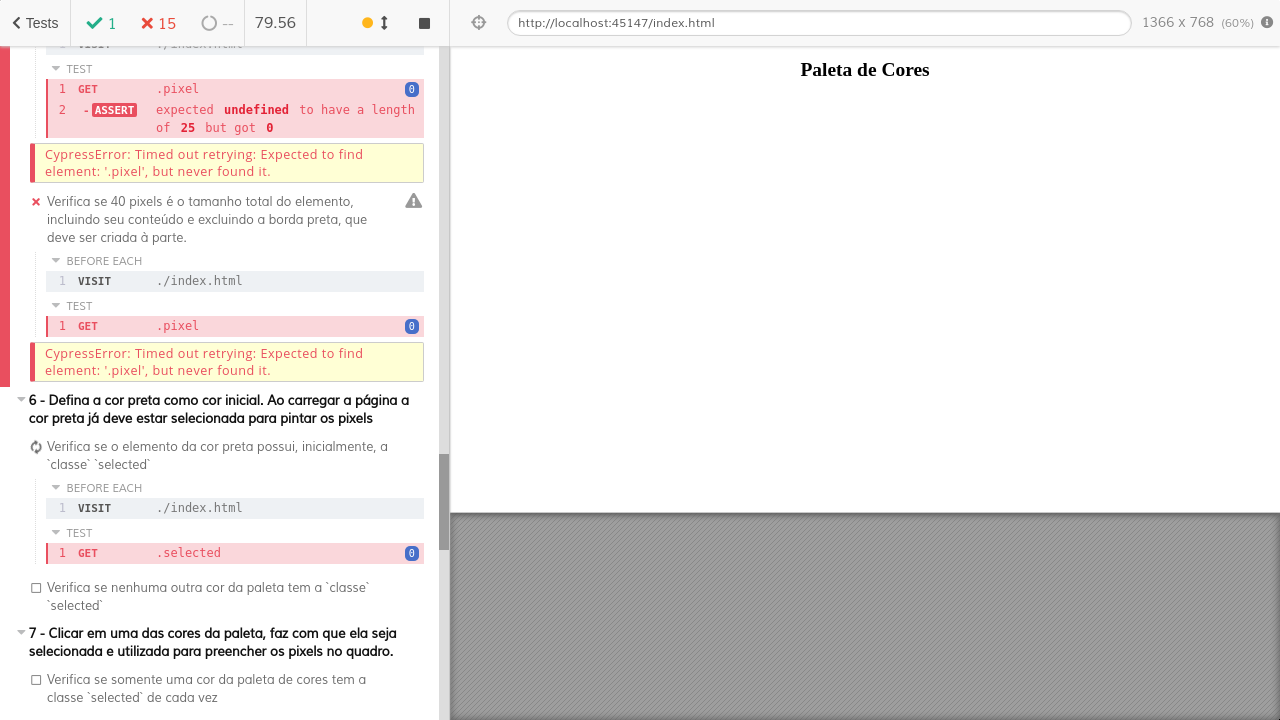 Tests 1 15 -- 79.56
http://localhost:45147/index.html 1366 x 768 (60%)
TEST
1 GET .pixel 0
2 - ASSERT expected undefined to have a length
of 25 but got 0
CypressError: Timed out retrying: Expected to find
element: '.pixel', but never found it.
Verifica se 40 pixels é o tamanho total do elemento,
incluindo seu conteúdo e excluindo a borda preta, que
deve ser criada à parte.
BEFORE EACH
1 VISIT ./index.html
TEST
1 GET .pixel 0
CypressError: Timed out retrying: Expected to find
element: '.pixel', but never found it.
6 - Defina a cor preta como cor inicial. Ao carregar a página a
cor preta já deve estar selecionada para pintar os pixels
Verifica se o elemento da cor preta possui, inicialmente, a
`classe` `selected`
BEFORE EACH
1 VISIT ./index.html
TEST
1 GET .selected 0
Verifica se nenhuma outra cor da paleta tem a `classe`
`selected`
7 - Clicar em uma das cores da paleta, faz com que ela seja
selecionada e utilizada para preencher os pixels no quadro.
Verifica se somente uma cor da paleta de cores tem a
classe `selected` de cada vez
Paleta de Cores